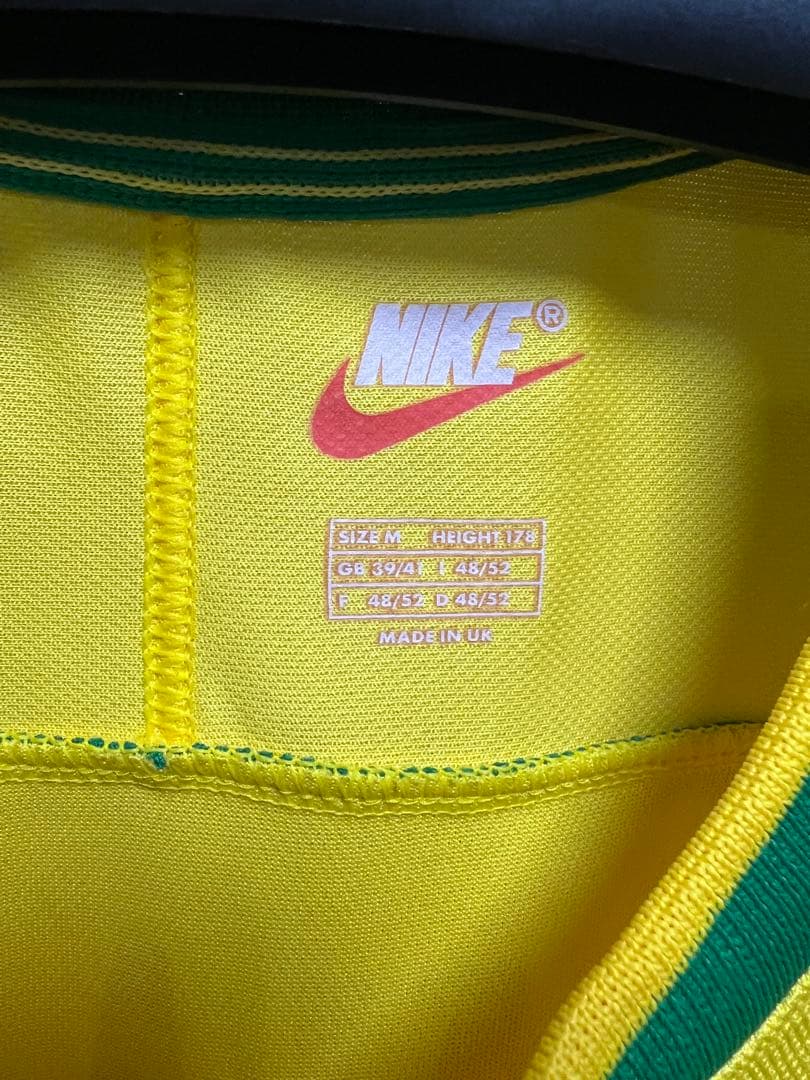 NIKE®
SIZE M HEIGHT 178
GB 39/41 I 48/52
F 48/52 D 48/52
MADE IN UK